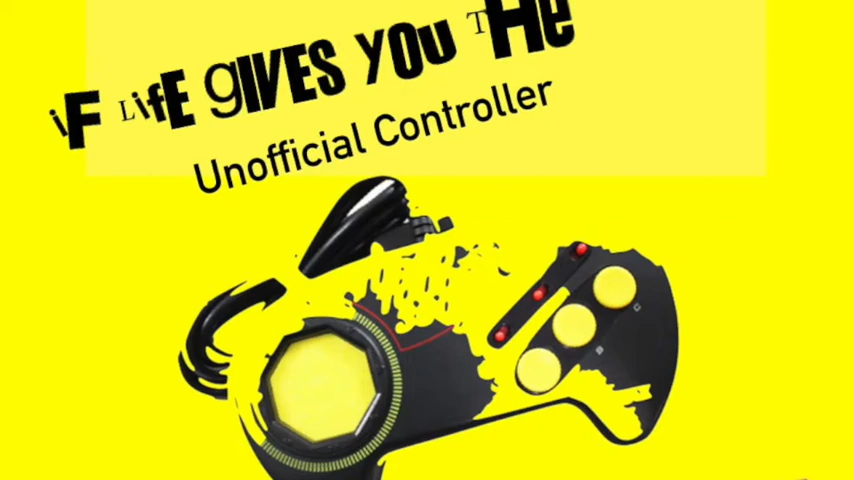 iF LifE gIVES YOu THe
Unofficial Controller
B
G